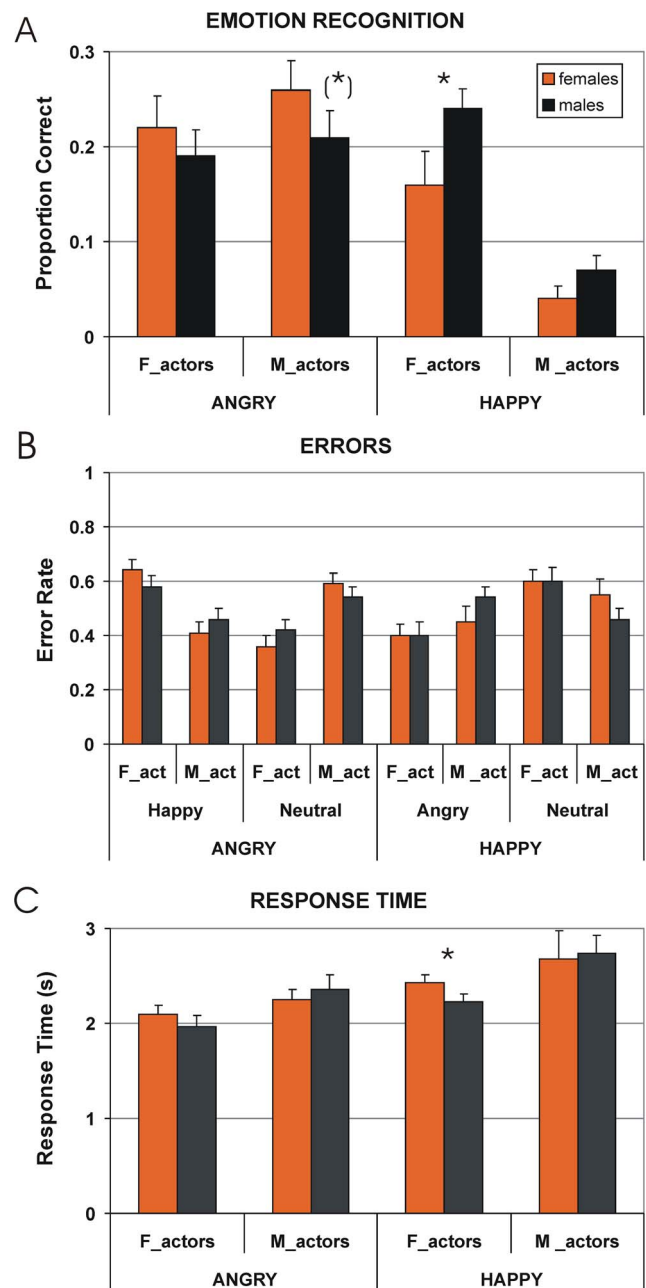 A
EMOTION RECOGNITION
0.3
0.2
0.1
0
Proportion Correct
(*)
*
females
males
F_actors M_actors F_actors M _actors
ANGRY HAPPY
B
ERRORS
1
0.8
0.6
0.4
0.2
0
Error Rate
F_act M_act F_act M_act F_act M _act F_act M_act
Happy Neutral Angry Neutral
ANGRY HAPPY
C
RESPONSE TIME
3
2
1
0
Response Time (s)
*
F_actors M_actors F_actors M _actors
ANGRY HAPPY